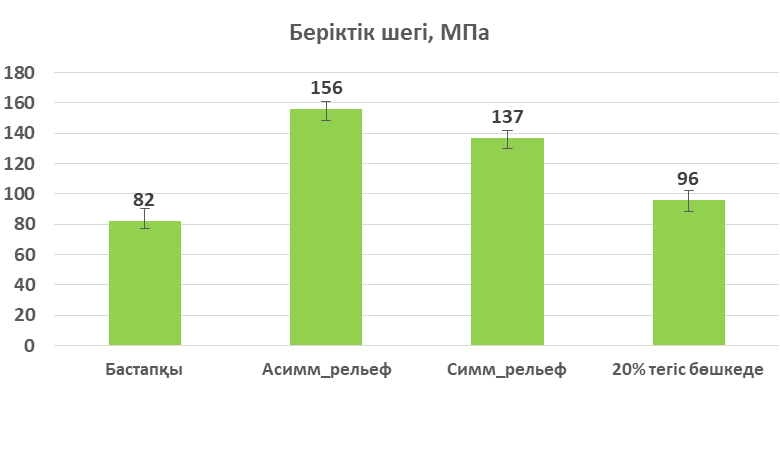 Беріктік шегі, МПа
180
160
140
120
100
80
60
40
20
0
82
156
137
96
Бастапқы
Асимм_рельеф
Симм_рельеф
20% тегіс бөшкеде